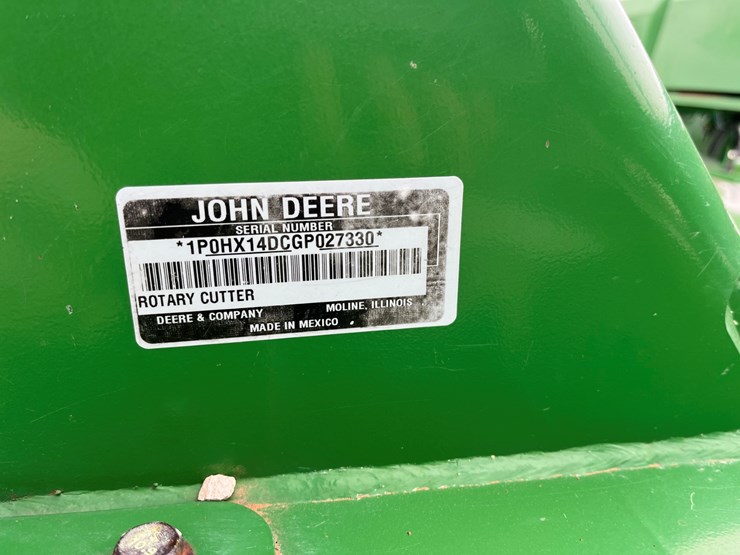 JOHN DEERE
SERIAL NUMBER
*1P0HX14DCGP027330*
ROTARY CUTTER
DEERE & COMPANY MOLINE, ILLINOIS
MADE IN MEXICO